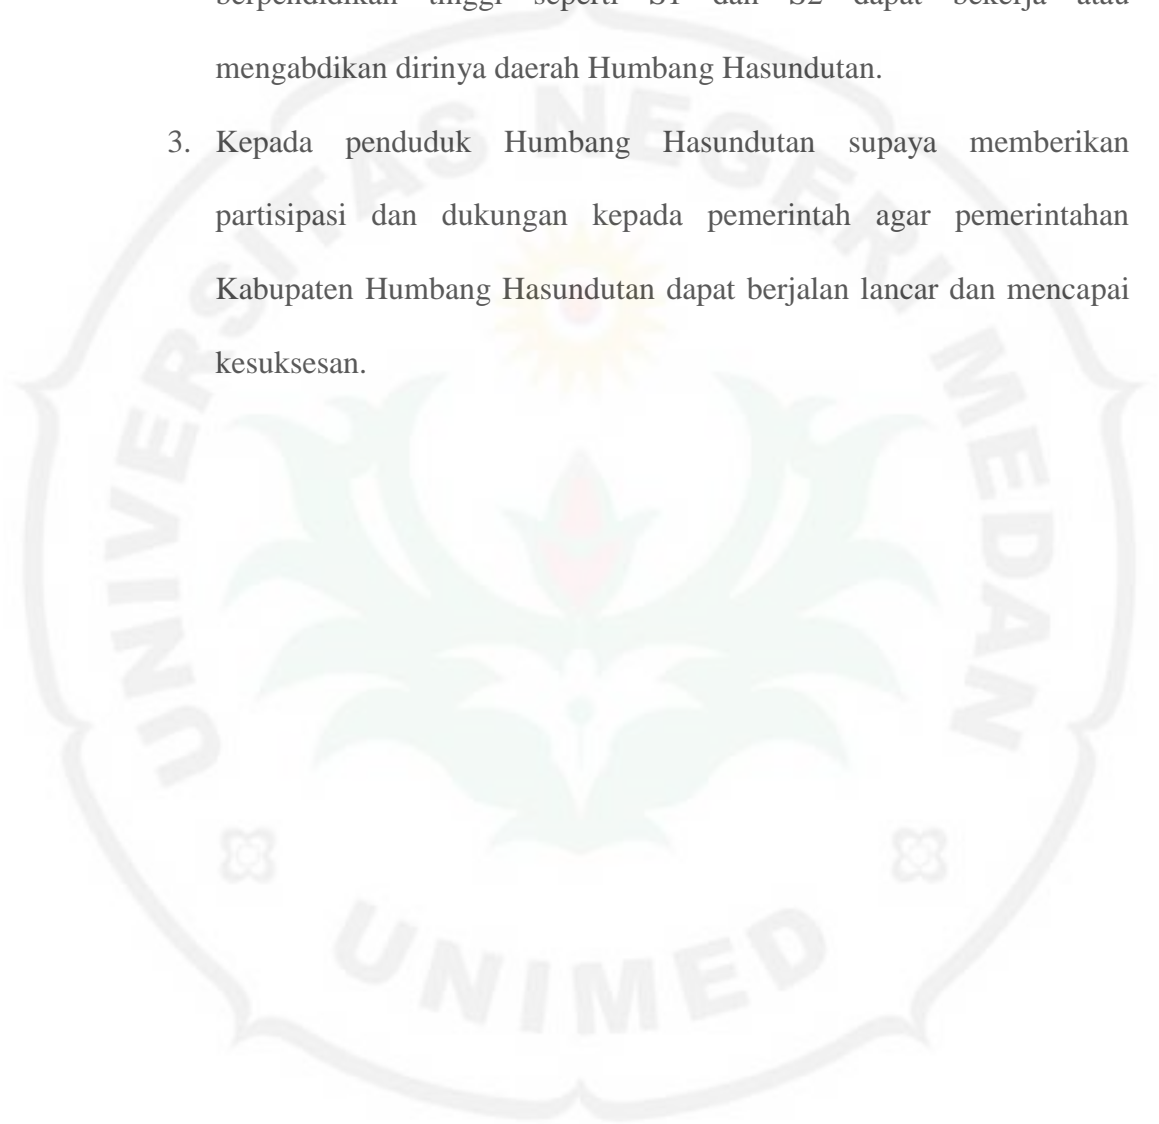 berpendidikan tinggi seperti S1 dan S2 dapat bekerja atau
mengabdikan dirinya daerah Humbang Hasundutan.
3. Kepada penduduk Humbang Hasundutan supaya memberikan
partisipasi dan dukungan kepada pemerintah agar pemerintahan
Kabupaten Humbang Hasundutan dapat berjalan lancar dan mencapai
kesuksesan.
UNIVERSITAS NEGERI MEDAN
UNIMED